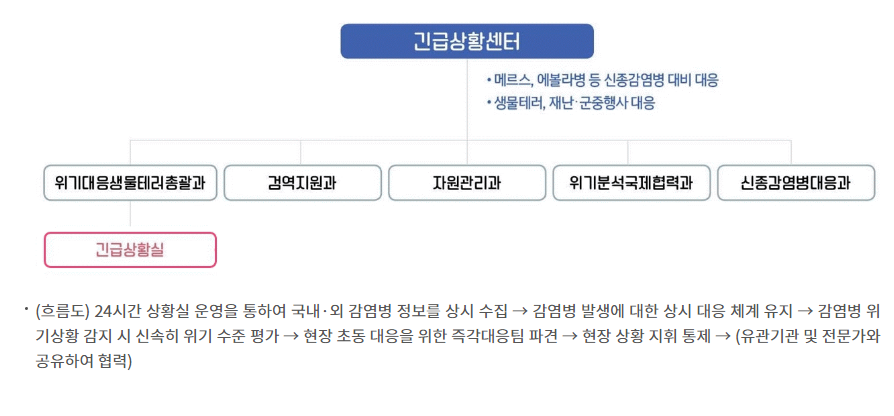 긴급상황센터
• 메르스, 에볼라병 등 신종감염병 대비 대응
• 생물테러, 재난·군중행사 대응
위기대응생물테러총괄과
검역지원과
자원관리과
위기분석국제협력과
신종감염병대응과
긴급상황실
· (흐름도) 24시간 상황실 운영을 통하여 국내·외 감염병 정보를 상시 수집 → 감염병 발생에 대한 상시 대응 체계 유지 → 감염병 위
기상황 감지 시 신속히 위기 수준 평가 → 현장 초동 대응을 위한 즉각대응팀 파견 → 현장 상황 지휘 통제 → (유관기관 및 전문가와
공유하여 협력)